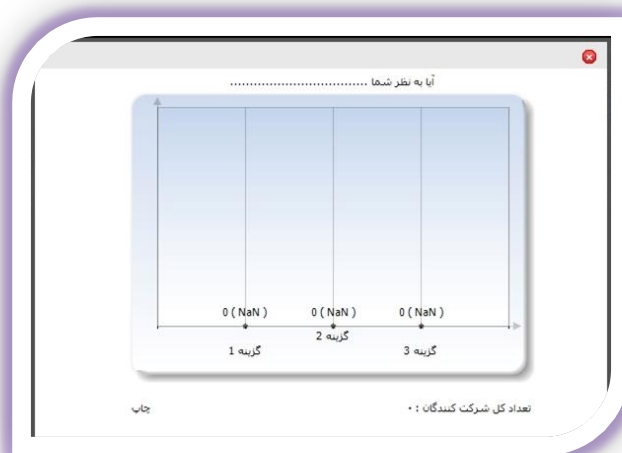 آیا به نظر شما ...................................
0 ( NaN ) 0 ( NaN ) 0 ( NaN )
گزینه 1 گزینه 2 گزینه 3
تعداد کل شرکت کنندگان : ۰
چاپ